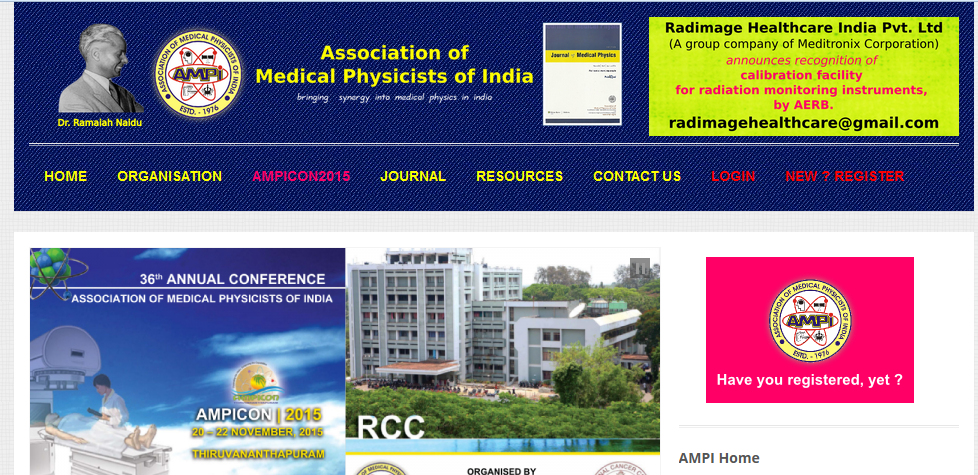 Dr. Ramaiah Naidu
ASSOCIATION OF MEDICAL PHYSICISTS OF INDIA
AMPI
ESTD. - 1976
Association of
Medical Physicists of India
bringing synergy into medical physics in india
Journal of Medical Physics
Radimage Healthcare India Pvt. Ltd
(A group company of Meditronix Corporation)
announces recognition of
calibration facility
for radiation monitoring instruments,
by AERB.
radimagehealthcare@gmail.com
HOME ORGANISATION AMPICON2015 JOURNAL RESOURCES CONTACT US LOGIN NEW ? REGISTER
36th ANNUAL CONFERENCE
ASSOCIATION OF MEDICAL PHYSICISTS OF INDIA
AMPICON | 2015
20 – 22 NOVEMBER, 2015
THIRUVANANTHAPURAM
RCC
ORGANISED BY
ASSOCIATION OF MEDICAL PHYSICISTS OF INDIA
AMPI
ESTD. - 1976
Have you registered, yet ?
AMPI Home